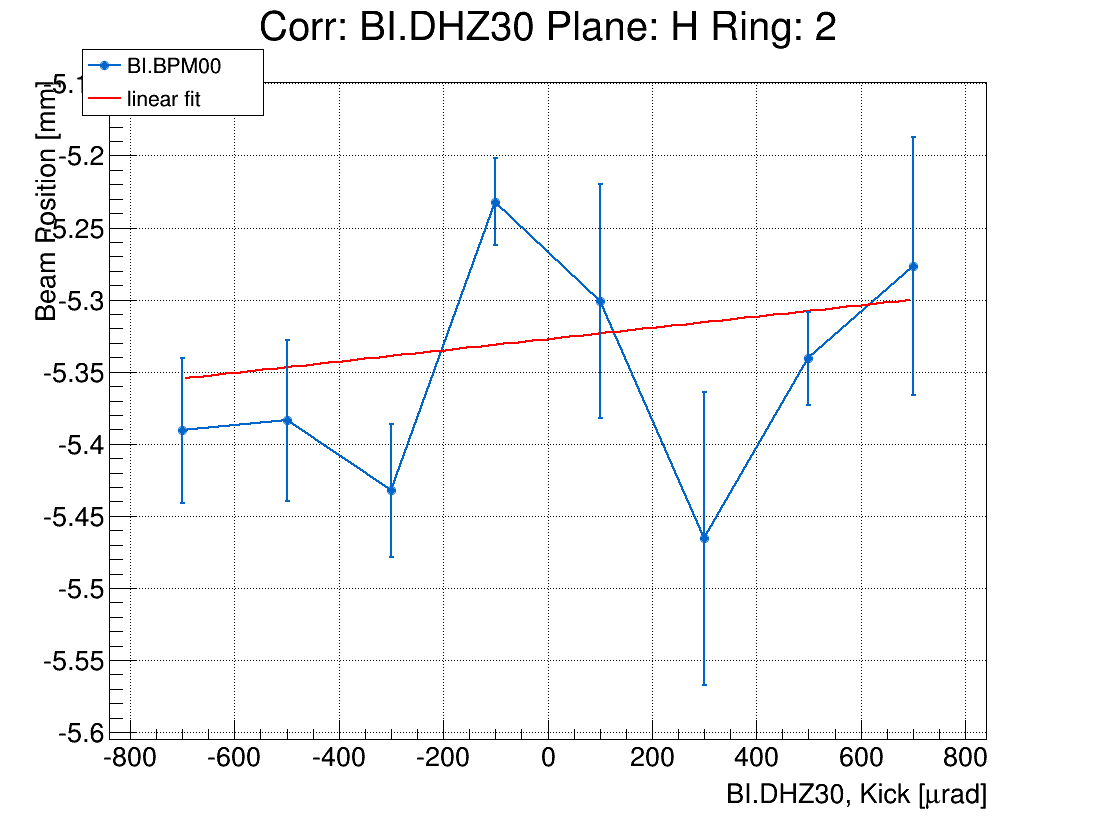 Corr: BI.DHZ30 Plane: H Ring: 2
BI.BPM00
linear fit
Beam Position [mm]
-5.2
-5.25
-5.3
-5.35
-5.4
-5.45
-5.5
-5.55
-5.6
-800 -600 -400 -200 0 200 400 600 800
BI.DHZ30, Kick [μrad]